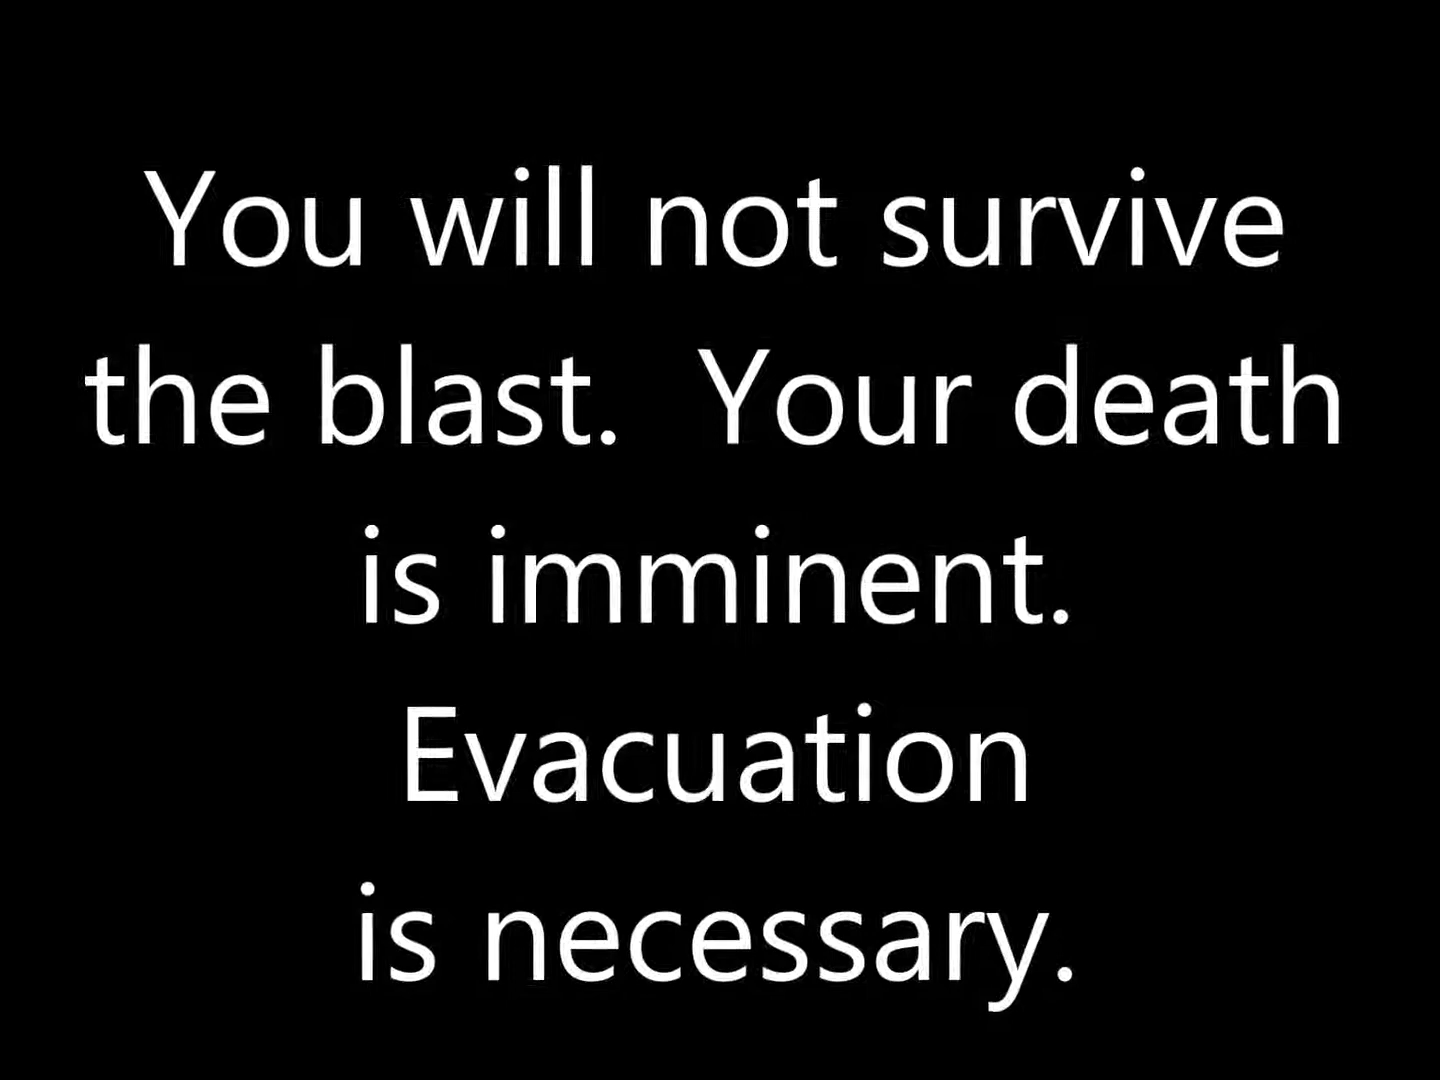 You will not survive
the blast.  Your death
is imminent.
Evacuation
is necessary.